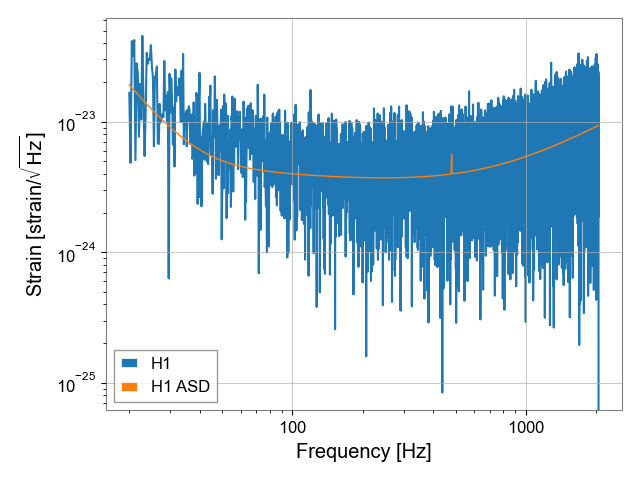 Strain [strain/√Hz]
10⁻²³
10⁻²⁴
10⁻²⁵
H1
H1 ASD
100
1000
Frequency [Hz]